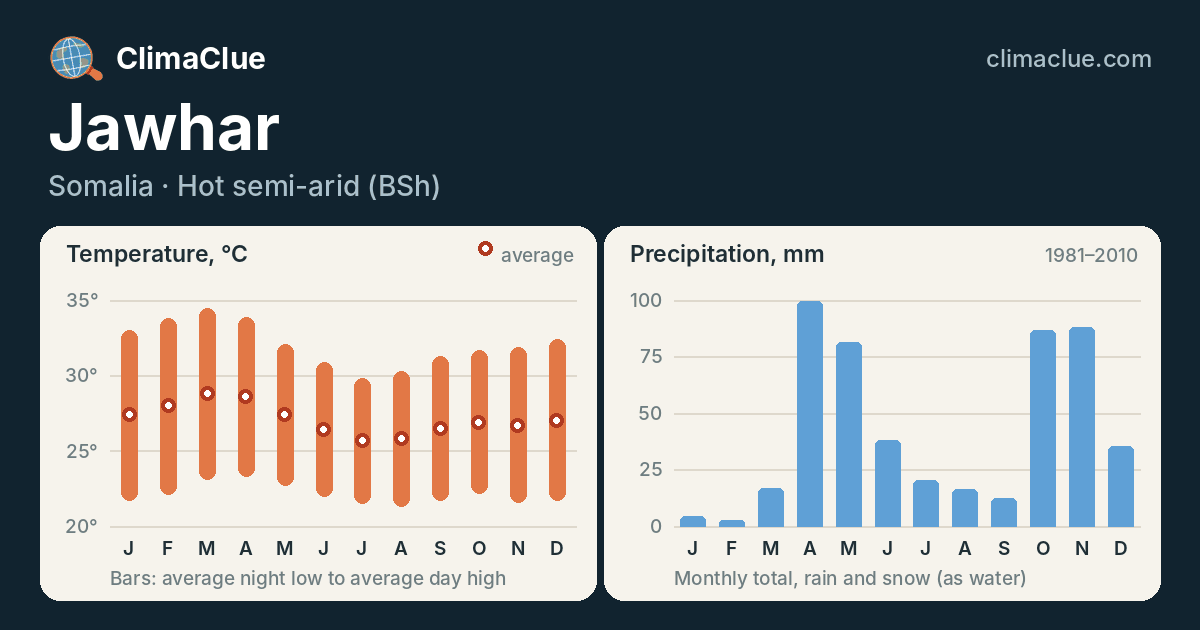 ClimaClue
climaclue.com
Jawhar
Somalia · Hot semi-arid (BSh)
Temperature, °C
average
35°
30°
25°
20°
J F M A M J J A S O N D
Bars: average night low to average day high
Precipitation, mm
1981–2010
100
75
50
25
0
J F M A M J J A S O N D
Monthly total, rain and snow (as water)